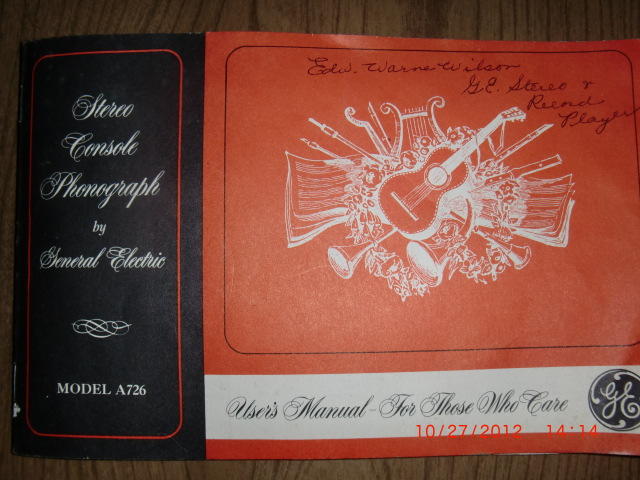 Stereo
Console
Phonograph
by
General Electric
MODEL A726
Edw. Warne Wilson
G.E. Stereo &
Record
Player
User's Manual - For Those Who Care
GE
10/27/2012 14:14